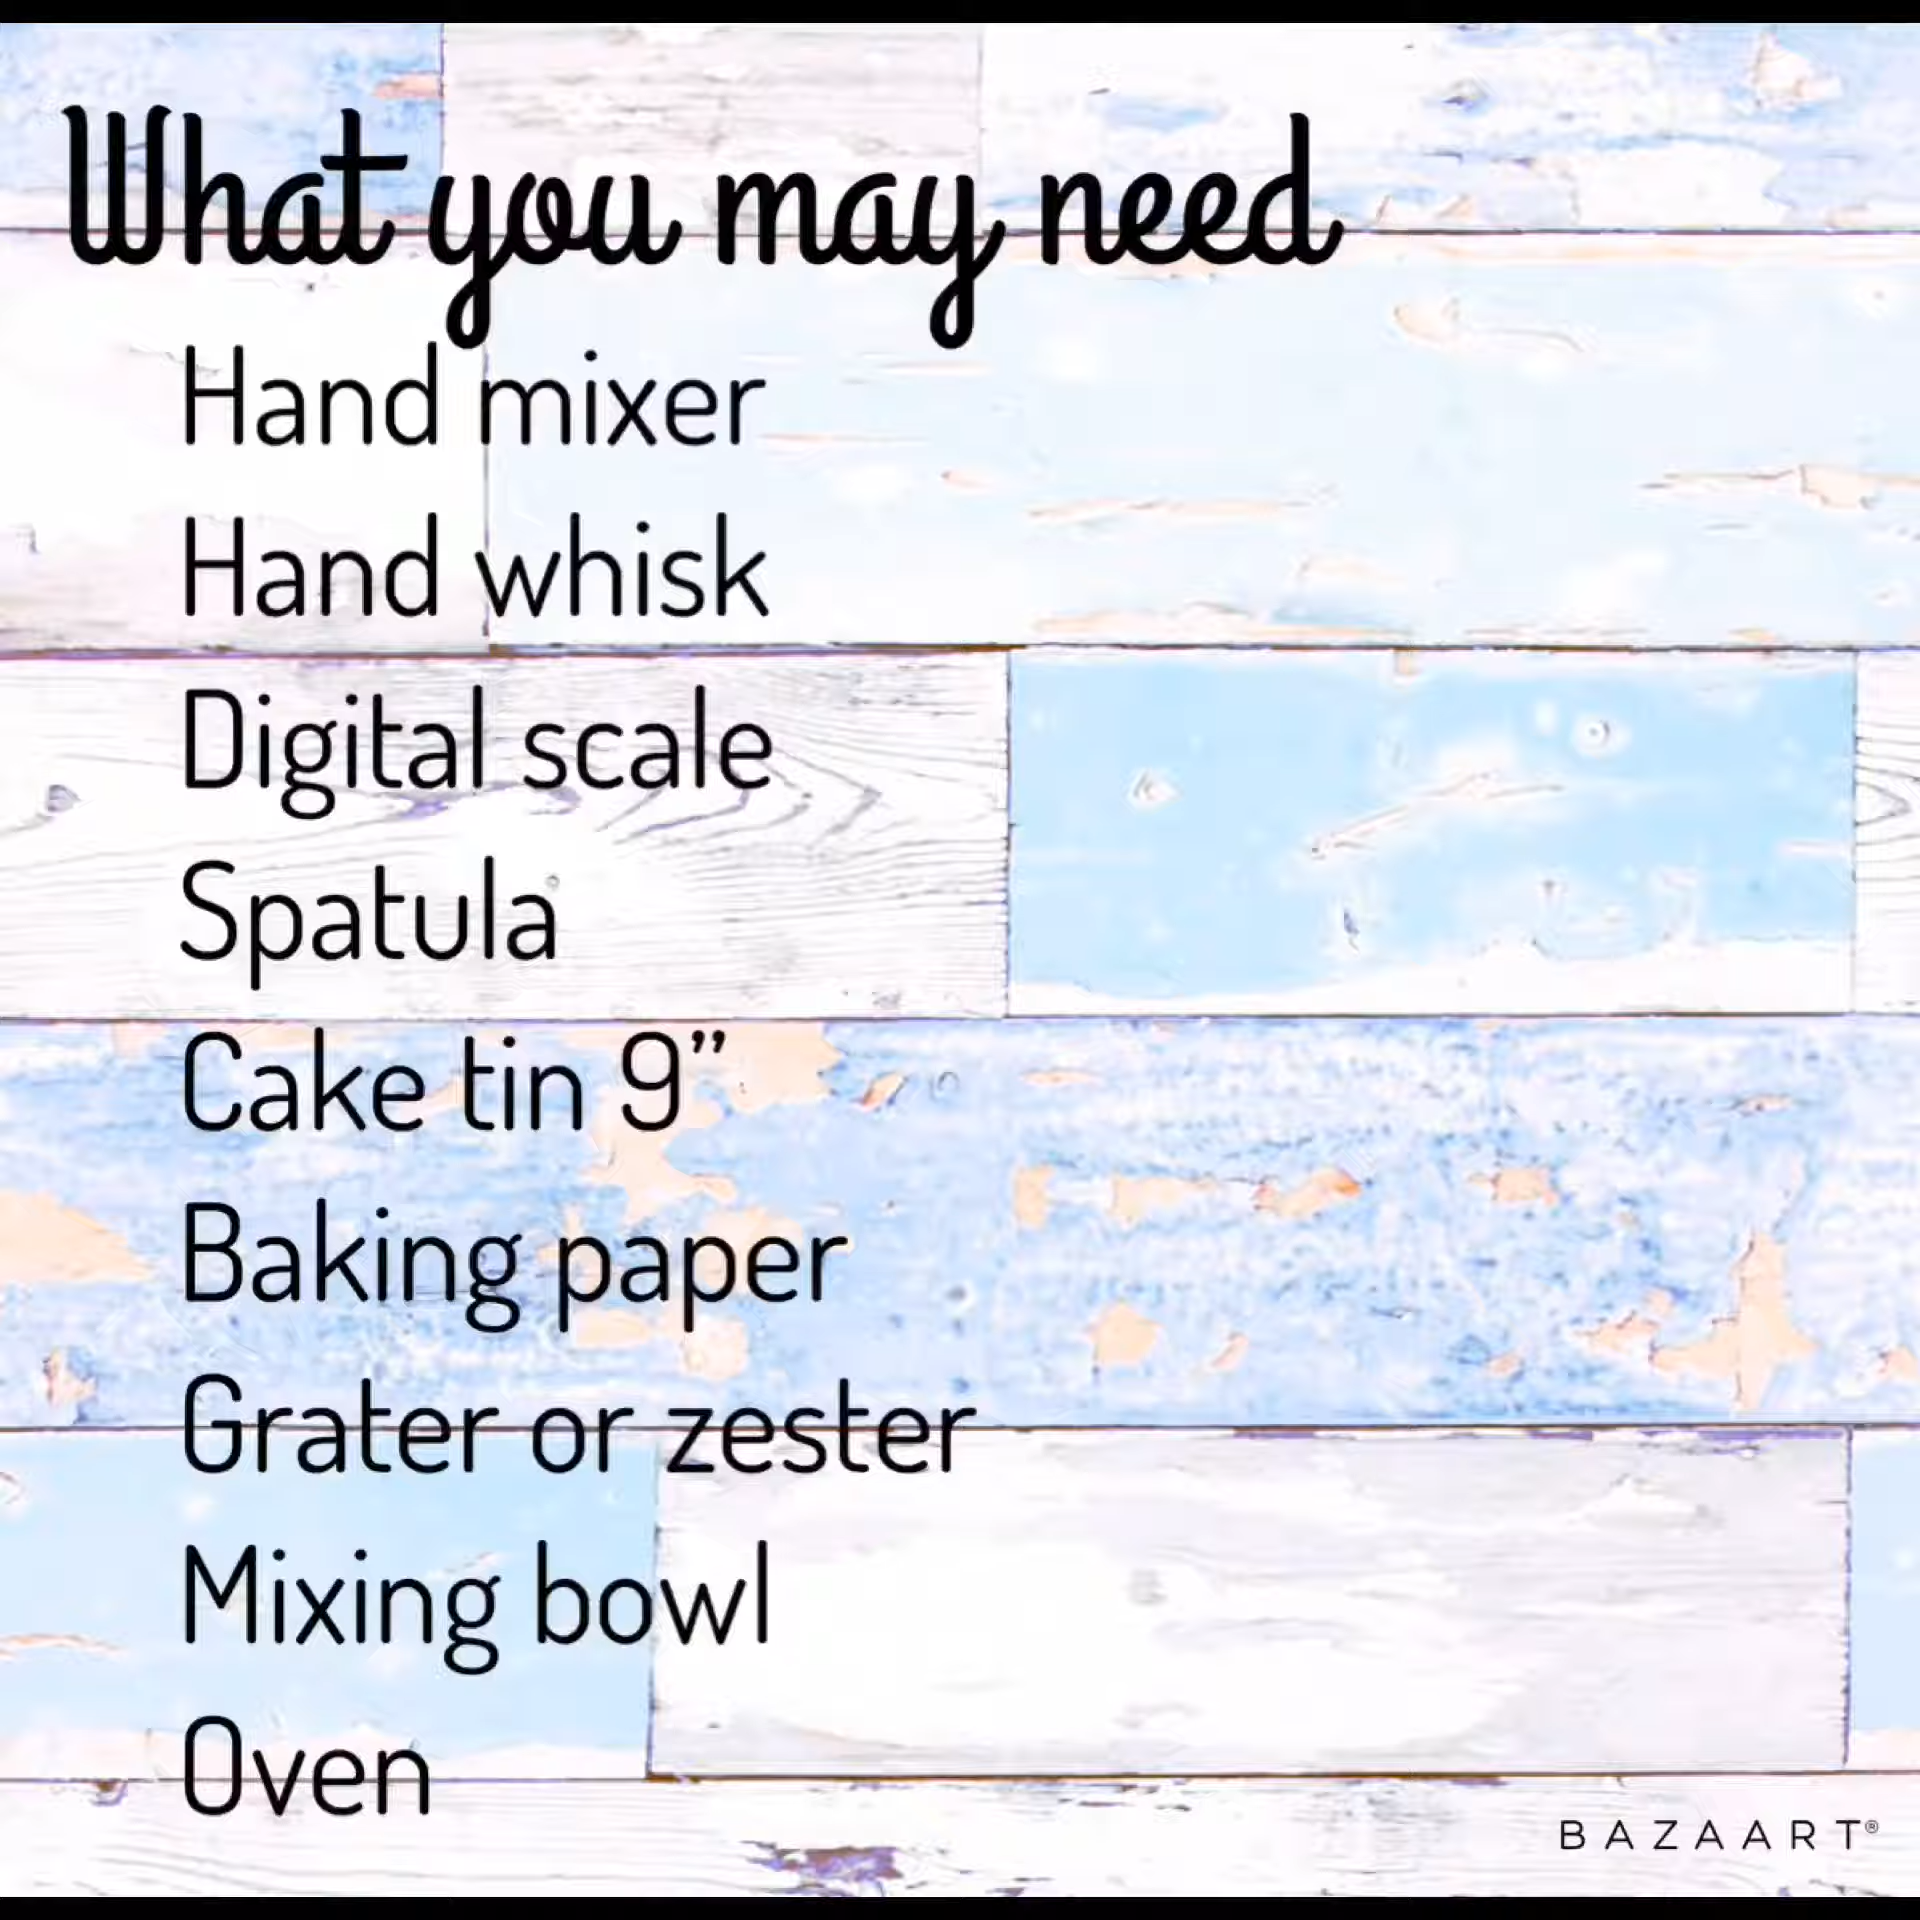 What you may need
Hand mixer
Hand whisk
Digital scale
Spatula
Cake tin 9”
Baking paper
Grater or zester
Mixing bowl
Oven
BAZAART®